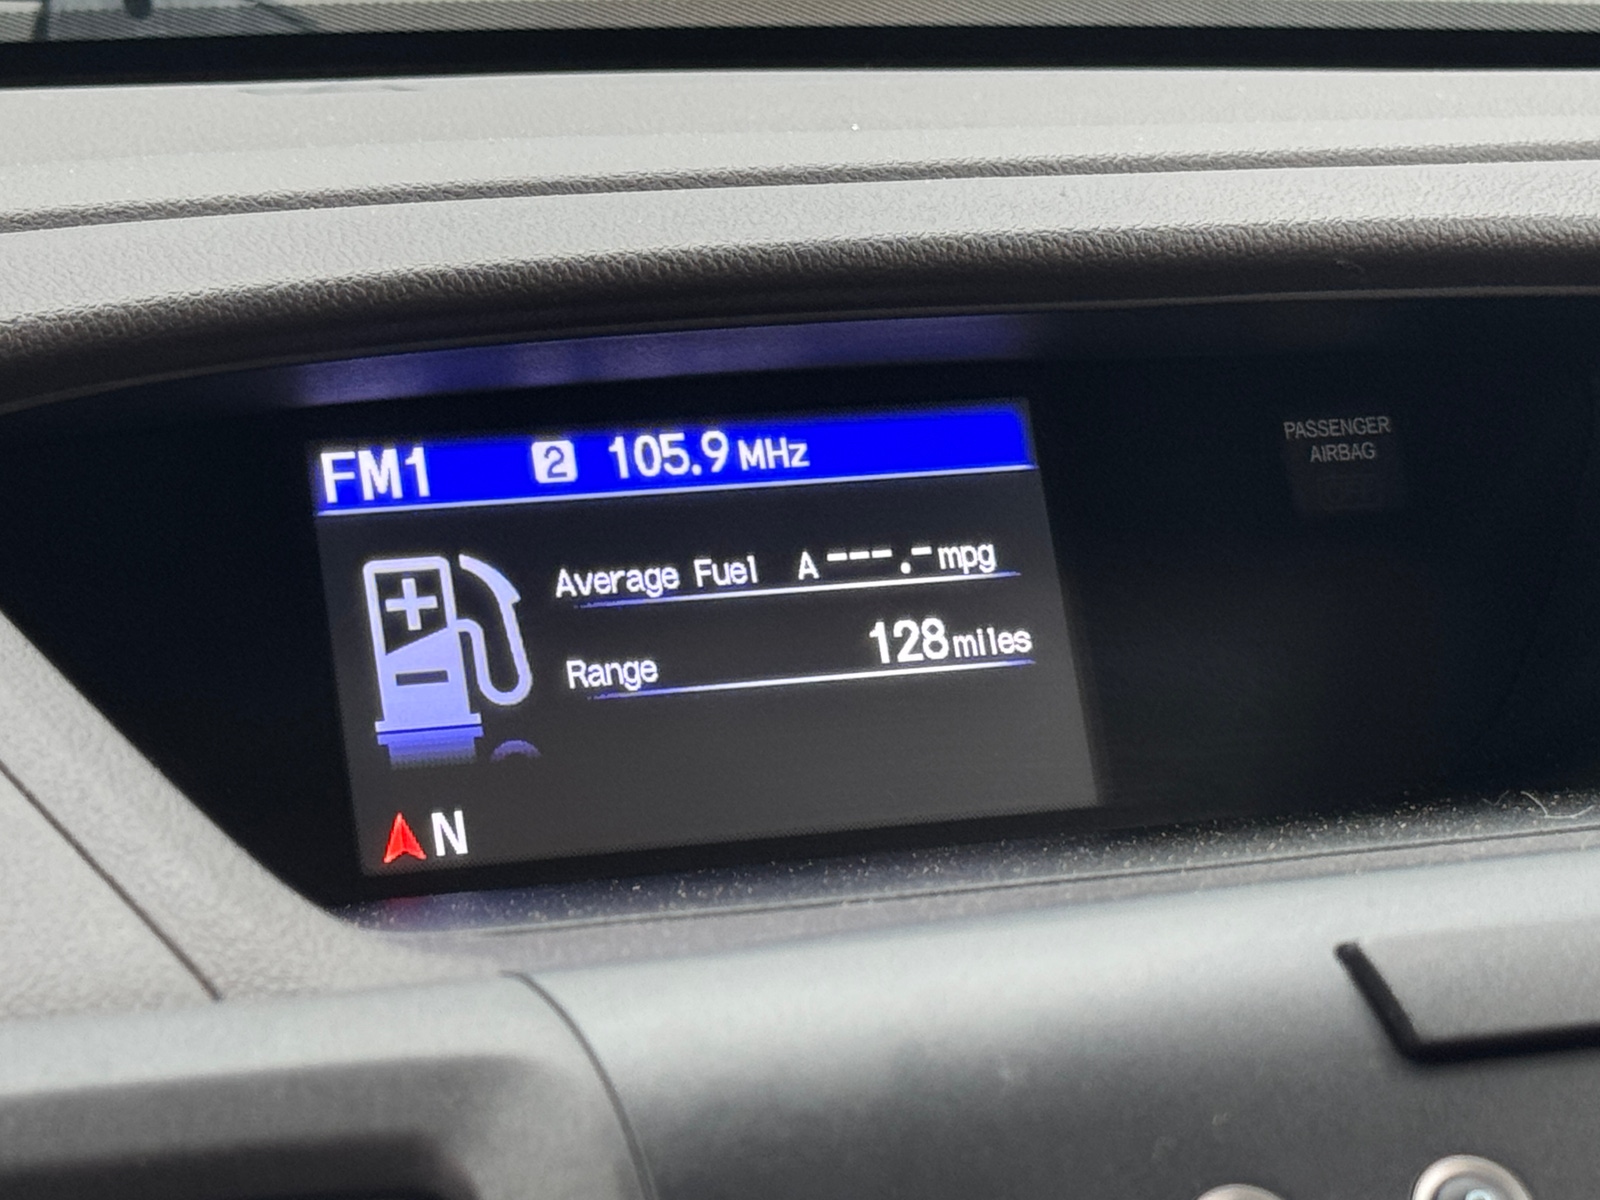 FM1 2 105.9 MHz
Average Fuel A ---.- mpg
Range 128 miles
N
PASSENGER
AIRBAG